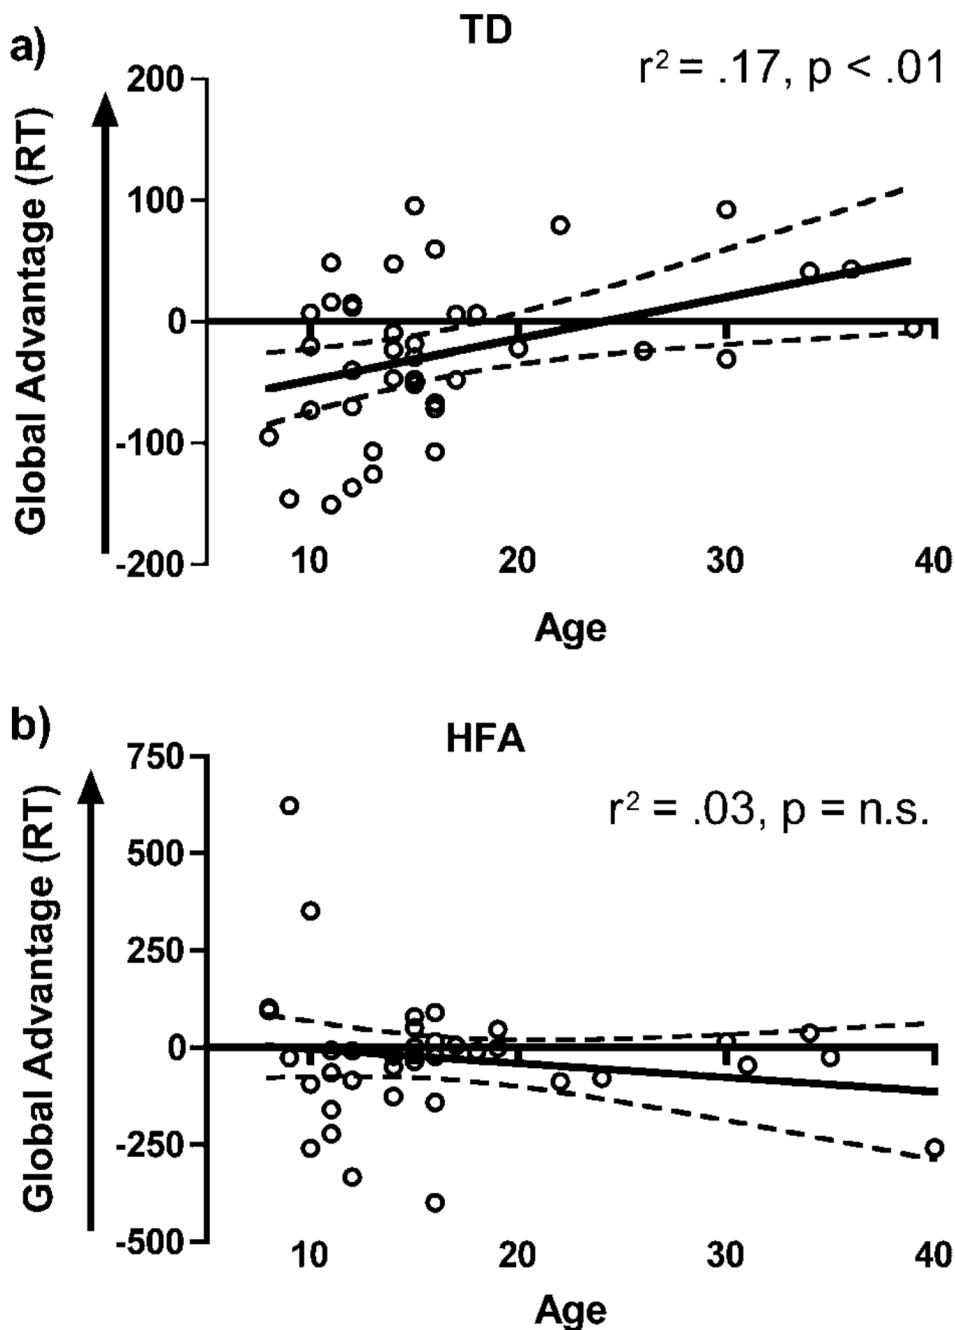 a)
TD
r² = .17, p < .01
Global Advantage (RT)
200
100
0
-100
-200
10 20 30 40
Age
b)
HFA
r² = .03, p = n.s.
Global Advantage (RT)
750
500
250
0
-250
-500
10 20 30 40
Age